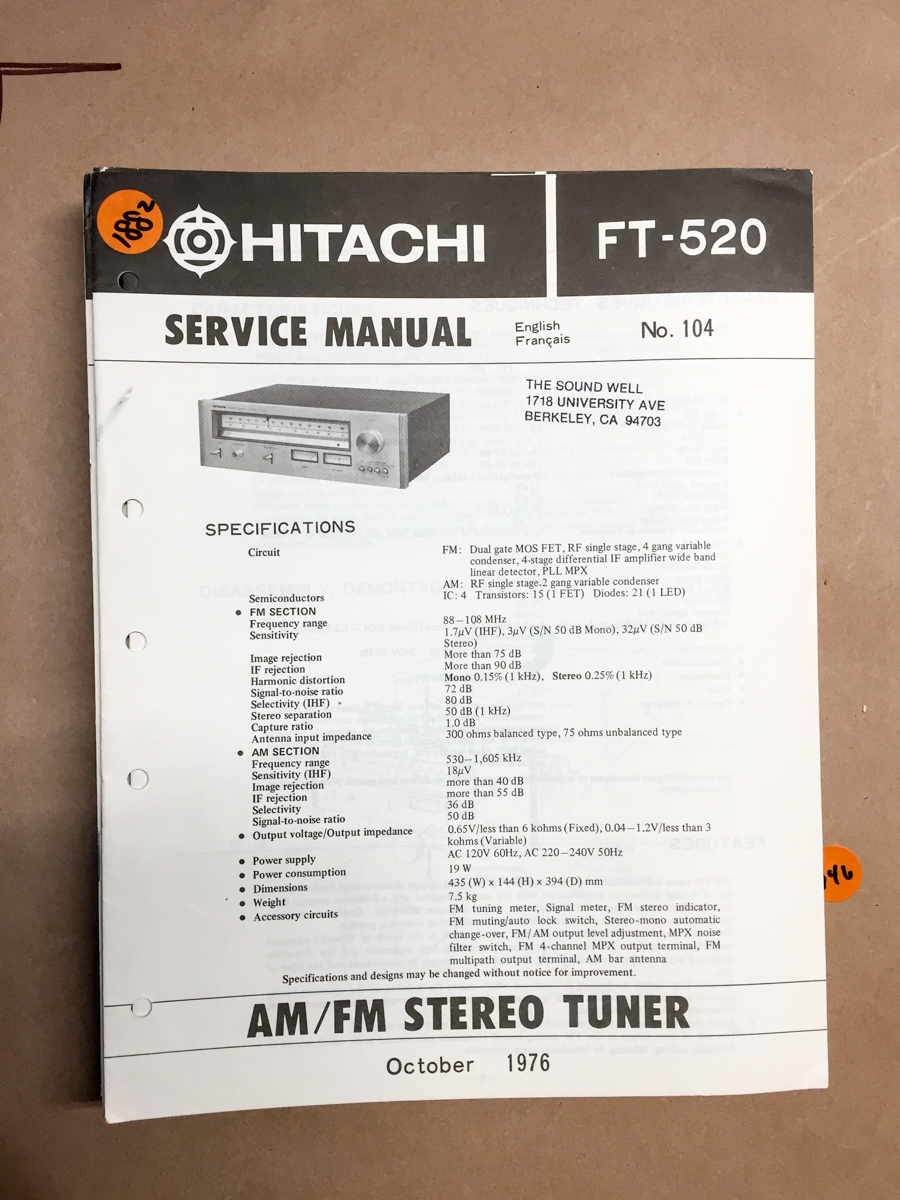 1882
HITACHI
FT-520
SERVICE MANUAL
English
Français
No. 104
THE SOUND WELL
1718 UNIVERSITY AVE
BERKELEY, CA 94703
SPECIFICATIONS
Circuit FM: Dual gate MOS FET, RF single stage, 4 gang variable
condenser, 4-stage differential IF amplifier wide band
linear detector, PLL MPX
AM: RF single stage.2 gang variable condenser
Semiconductors IC: 4 Transistors: 15 (1 FET) Diodes: 21 (1 LED)
● FM SECTION
Frequency range 88–108 MHz
Sensitivity 1.7µV (IHF), 3µV (S/N 50 dB Mono), 32µV (S/N 50 dB
Stereo)
Image rejection More than 75 dB
IF rejection More than 90 dB
Harmonic distortion Mono 0.15% (1 kHz), Stereo 0.25% (1 kHz)
Signal-to-noise ratio 72 dB
Selectivity (IHF) 80 dB
Stereo separation 50 dB (1 kHz)
Capture ratio 1.0 dB
Antenna input impedance 300 ohms balanced type, 75 ohms unbalanced type
● AM SECTION
Frequency range 530–1,605 kHz
Sensitivity (IHF) 18µV
Image rejection more than 40 dB
IF rejection more than 55 dB
Selectivity 36 dB
Signal-to-noise ratio 50 dB
● Output voltage/Output impedance 0.65V/less than 6 kohms (Fixed), 0.04–1.2V/less than 3
kohms (Variable)
● Power supply AC 120V 60Hz, AC 220–240V 50Hz
● Power consumption 19 W
● Dimensions 435 (W) x 144 (H) x 394 (D) mm
● Weight 7.5 kg
● Accessory circuits FM tuning meter, Signal meter, FM stereo indicator,
FM muting/auto lock switch, Stereo-mono automatic
change-over, FM/AM output level adjustment, MPX noise
filter switch, FM 4-channel MPX output terminal, FM
multipath output terminal, AM bar antenna
Specifications and designs may be changed without notice for improvement.
AM/FM STEREO TUNER
October 1976